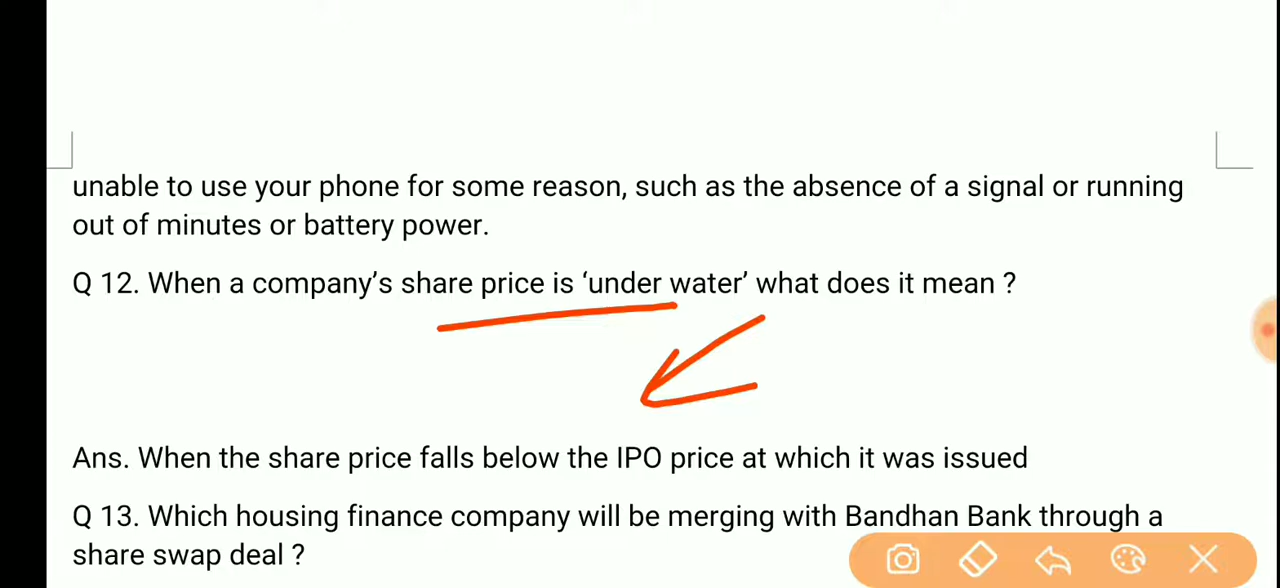 unable to use your phone for some reason, such as the absence of a signal or running
out of minutes or battery power.
Q 12. When a company’s share price is ‘under water’ what does it mean ?
Ans. When the share price falls below the IPO price at which it was issued
Q 13. Which housing finance company will be merging with Bandhan Bank through a
share swap deal ?